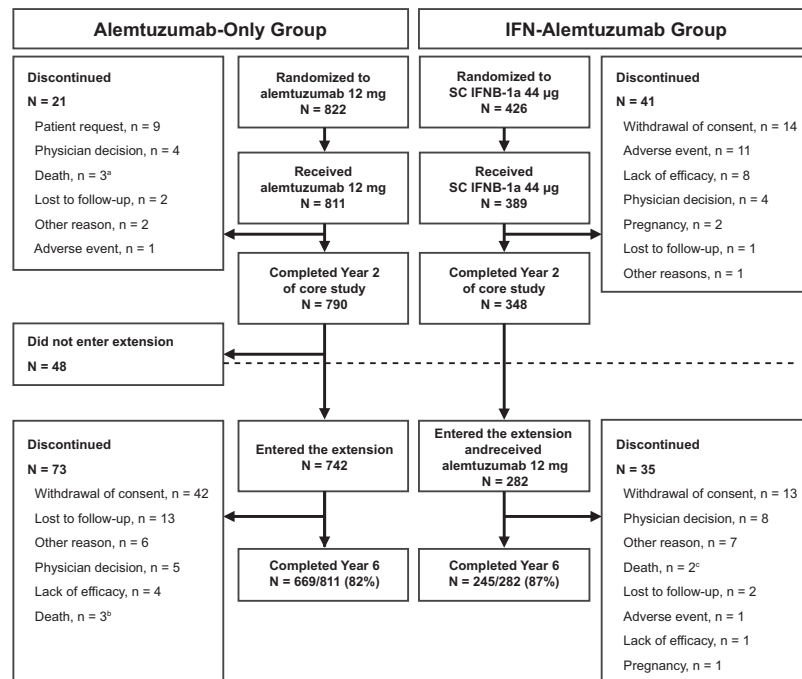 Alemtuzumab-Only Group
IFN-Alemtuzumab Group
Discontinued
N = 21
Patient request, n = 9
Physician decision, n = 4
Death, n = 3ᵃ
Lost to follow-up, n = 2
Other reason, n = 2
Adverse event, n = 1
Randomized to
alemtuzumab 12 mg
N = 822
Randomized to
SC IFNB-1a 44 µg
N = 426
Discontinued
N = 41
Withdrawal of consent, n = 14
Adverse event, n = 11
Lack of efficacy, n = 8
Physician decision, n = 4
Pregnancy, n = 2
Lost to follow-up, n = 1
Other reasons, n = 1
Received
alemtuzumab 12 mg
N = 811
Received
SC IFNB-1a 44 µg
N = 389
Completed Year 2
of core study
N = 790
Completed Year 2
of core study
N = 348
Did not enter extension
N = 48
Discontinued
N = 73
Withdrawal of consent, n = 42
Lost to follow-up, n = 13
Other reason, n = 6
Physician decision, n = 5
Lack of efficacy, n = 4
Death, n = 3ᵇ
Entered the extension
N = 742
Entered the extension
andreceived
alemtuzumab 12 mg
N = 282
Discontinued
N = 35
Withdrawal of consent, n = 13
Physician decision, n = 8
Other reason, n = 7
Death, n = 2ᶜ
Lost to follow-up, n = 2
Adverse event, n = 1
Lack of efficacy, n = 1
Pregnancy, n = 1
Completed Year 6
N = 669/811 (82%)
Completed Year 6
N = 245/282 (87%)